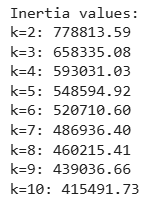 Inertia values:
k=2: 778813.59
k=3: 658335.08
k=4: 593031.03
k=5: 548594.92
k=6: 520710.60
k=7: 486936.40
k=8: 460215.41
k=9: 439036.66
k=10: 415491.73